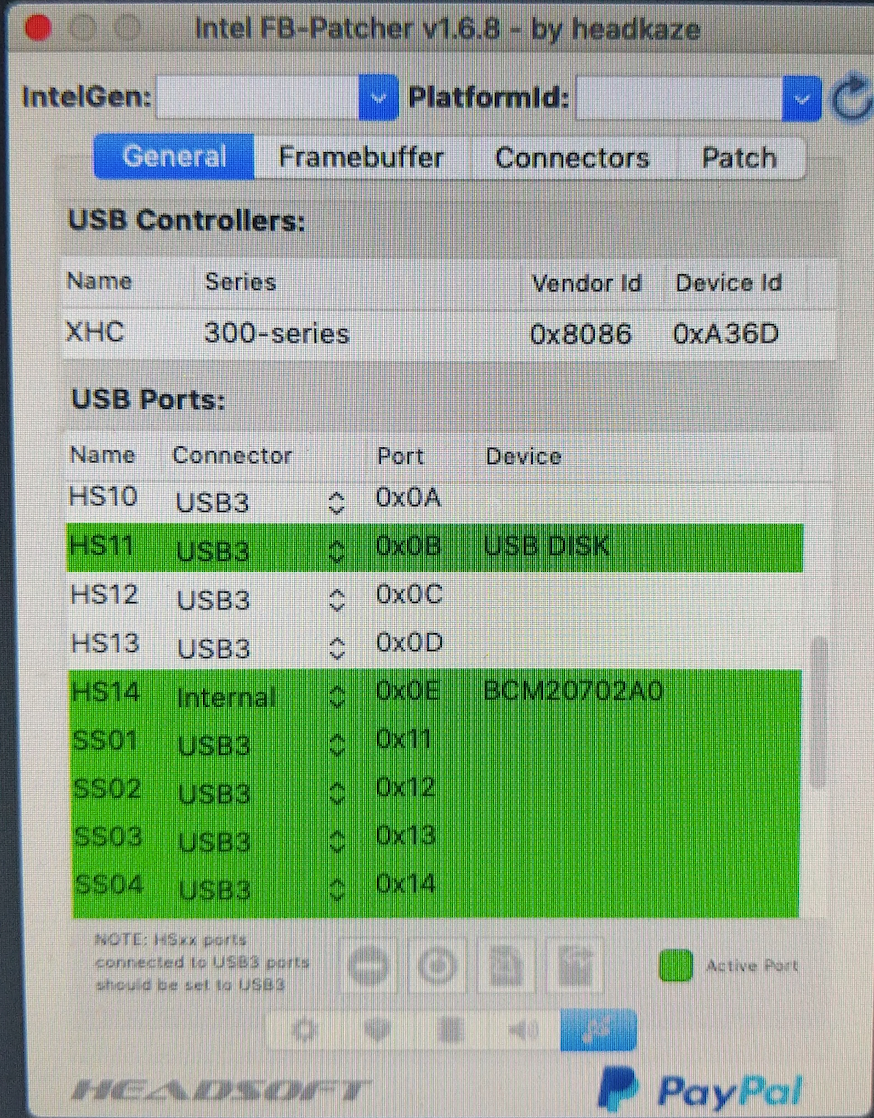 Intel FB-Patcher v1.6.8 - by headkaze
IntelGen: PlatformId:
General Framebuffer Connectors Patch
USB Controllers:
Name Series Vendor Id Device Id
XHC 300-series 0x8086 0xA36D
USB Ports:
Name Connector Port Device
HS10 USB3 0x0A
HS11 USB3 0x0B USB DISK
HS12 USB3 0x0C
HS13 USB3 0x0D
HS14 Internal 0x0E BCM20702A0
SS01 USB3 0x11
SS02 USB3 0x12
SS03 USB3 0x13
SS04 USB3 0x14
NOTE: HSxx ports
connected to USB3 ports
should be set to USB3
Active Port
HEADSOFT PayPal